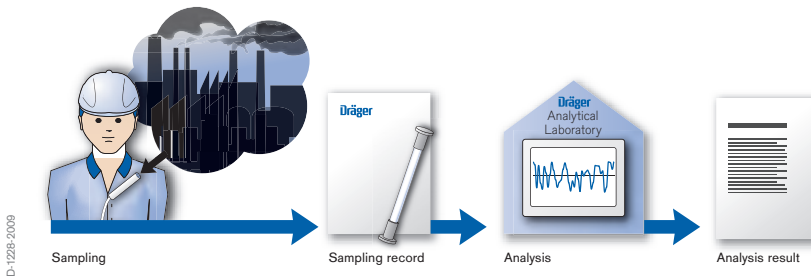 Dräger
Dräger
Analytical
Laboratory
D-1228-2009
Sampling
Sampling record
Analysis
Analysis result